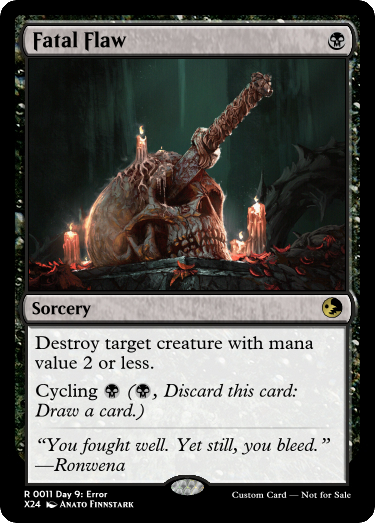 Fatal Flaw
Sorcery
Destroy target creature with mana
value 2 or less.
Cycling (, Discard this card:
Draw a card.)
“You fought well. Yet still, you bleed.”
—Ronwena
R 0011 Day 9: Error
X24 Anato Finnstark
Custom Card — Not for Sale